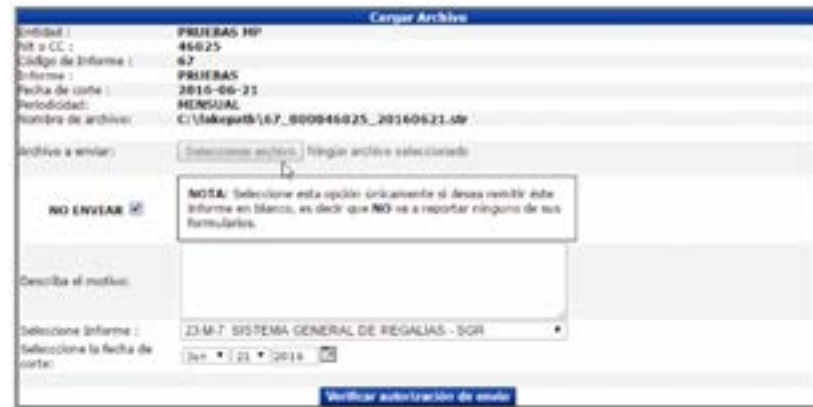 Cargar Archivo
Entidad : PRUEBAS MP
Nit o CC : 46025
Código de Informe : 67
Informe : PRUEBAS
Fecha de corte : 2016-06-21
Periodicidad: MENSUAL
Nombre de archivo: C:\fakepath\67_000046025_20160621.str
Archivo a enviar: Seleccionar archivo Ningún archivo seleccionado
NO ENVIAR
NOTA: Seleccione esta opción únicamente si desea remitir éste
informe en blanco, es decir que NO va a reportar ninguno de sus
formularios.
Describa el motivo:
Seleccione Informe : 23-M-7 SISTEMA GENERAL DE REGALIAS - SGR
Seleccione la fecha de
corte: Jun 21 2016
Verificar autorización de envío